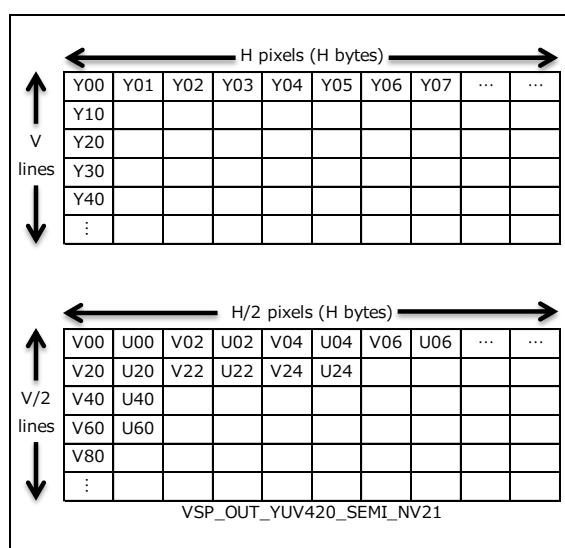 H pixels (H bytes)
Y00 Y01 Y02 Y03 Y04 Y05 Y06 Y07 … …
Y10
V
Y20
lines
Y30
Y40
⋮
H/2 pixels (H bytes)
V00 U00 V02 U02 V04 U04 V06 U06 … …
V20 U20 V22 U22 V24 U24
V/2
V40 U40
lines
V60 U60
V80
⋮
VSP_OUT_YUV420_SEMI_NV21